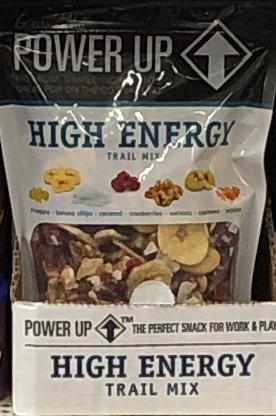 POWER UP
HIGH ENERGY
TRAIL MIX
banana chips - coconut - cranberries - walnuts - cashews
POWER UP ™ THE PERFECT SNACK FOR WORK & PLAY
HIGH ENERGY
TRAIL MIX